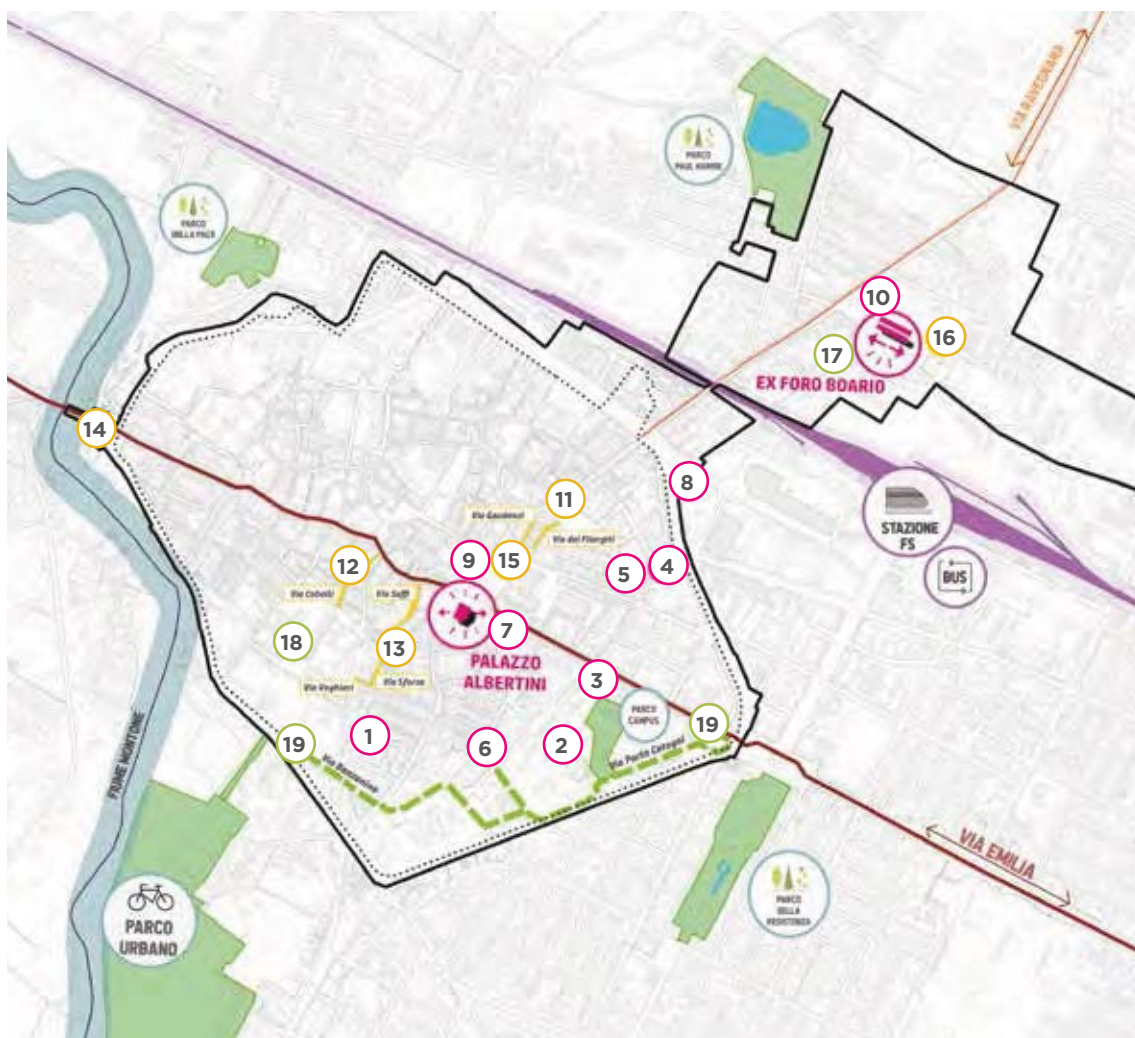 VIA RAVEGNANA
PARCO
PAUL HARRIS
PARCO
DELLA PACE
10
16
17
EX FORO BOARIO
14
8
11
STAZIONE
FS
Via Gaudenzi
Via dei Filarghi
9
15
12
5
4
BUS
Via Cobelli
Via Saffi
7
18
13
PALAZZO
ALBERTINI
3
Via Sforza
PARCO
CAMPUS
19
1
19
6
2
FIUME MONTONE
Via Porta Cotogni
VIA EMILIA
PARCO
DELLA
RESISTENZA
PARCO
URBANO